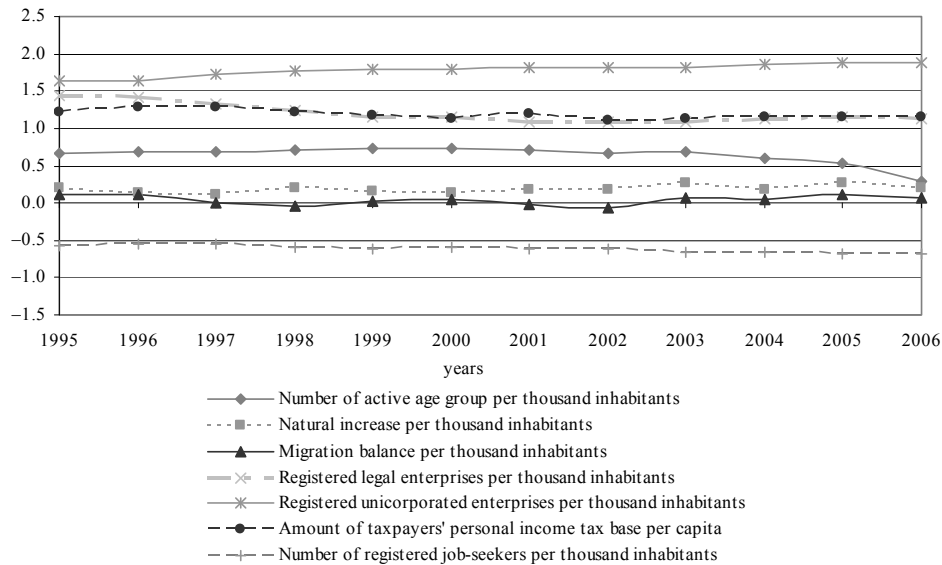 2.5
2.0
1.5
1.0
0.5
0.0
–0.5
–1.0
–1.5
1995 1996 1997 1998 1999 2000 2001 2002 2003 2004 2005 2006
years
Number of active age group per thousand inhabitants
Natural increase per thousand inhabitants
Migration balance per thousand inhabitants
Registered legal enterprises per thousand inhabitants
Registered unicorporated enterprises per thousand inhabitants
Amount of taxpayers' personal income tax base per capita
Number of registered job-seekers per thousand inhabitants